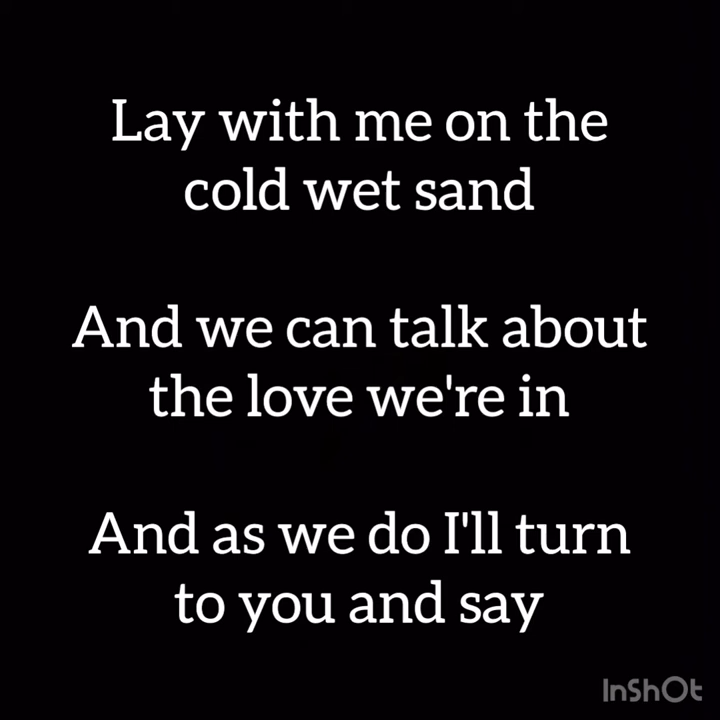 Lay with me on the
cold wet sand
And we can talk about
the love we're in
And as we do I'll turn
to you and say
InShOt